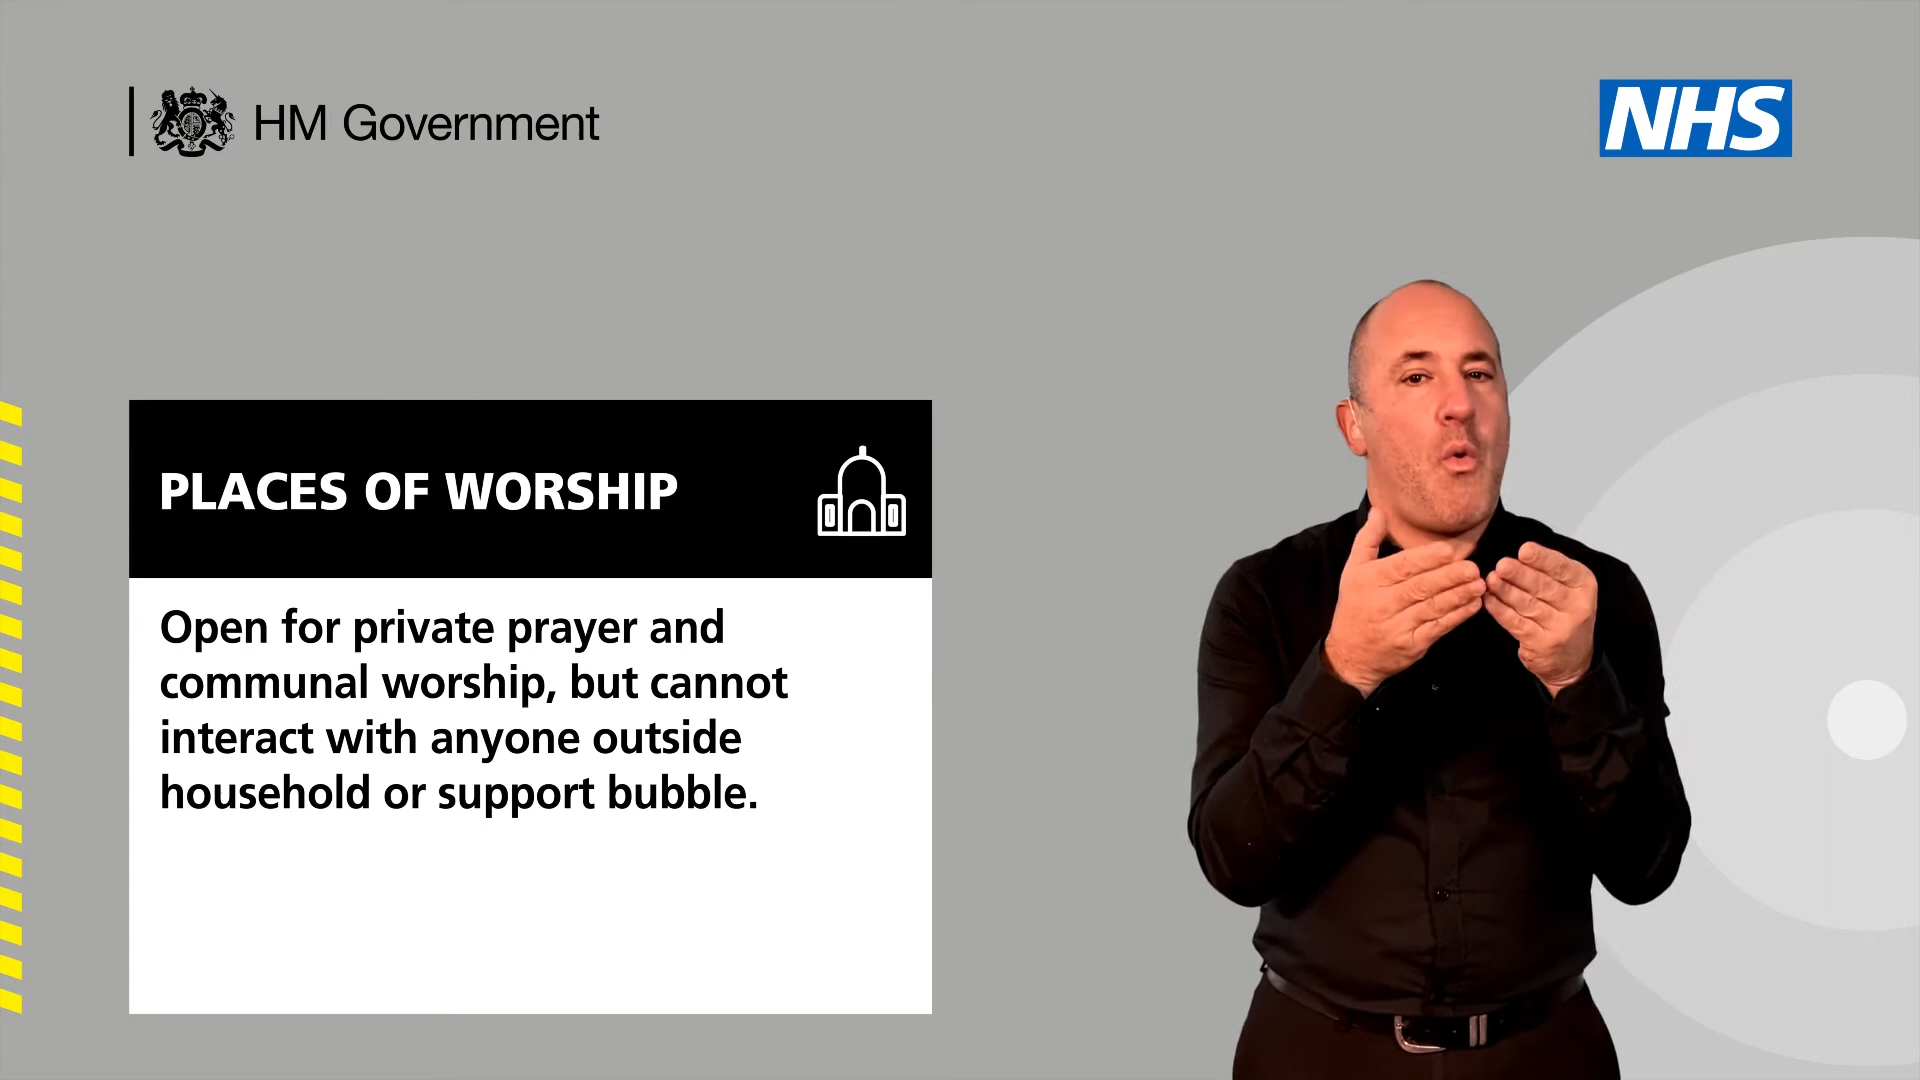 HM Government
NHS
PLACES OF WORSHIP
Open for private prayer and
communal worship, but cannot
interact with anyone outside
household or support bubble.